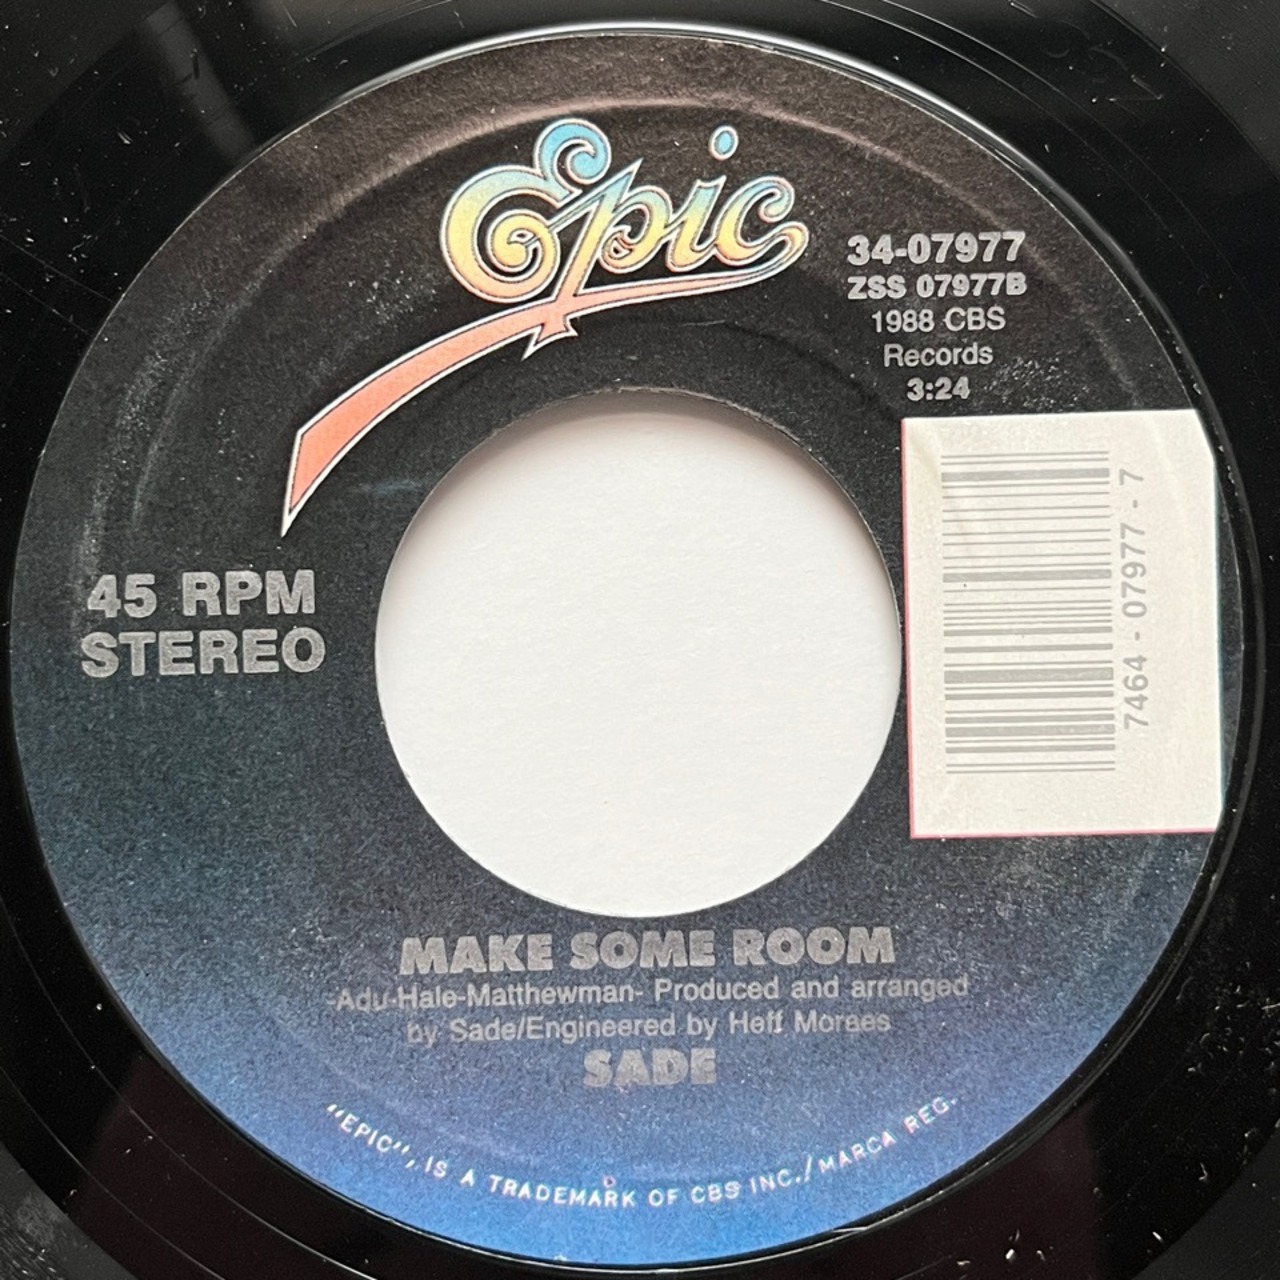 Epic
34-07977
ZSS 07977B
1988 CBS
Records
3:24
7464 - 07977 - 7
45 RPM
STEREO
MAKE SOME ROOM
-Adu-Hale-Matthewman- Produced and arranged
by Sade/Engineered by Heff Moraes
SADE
"EPIC", IS A TRADEMARK OF CBS INC./MARCA REG.